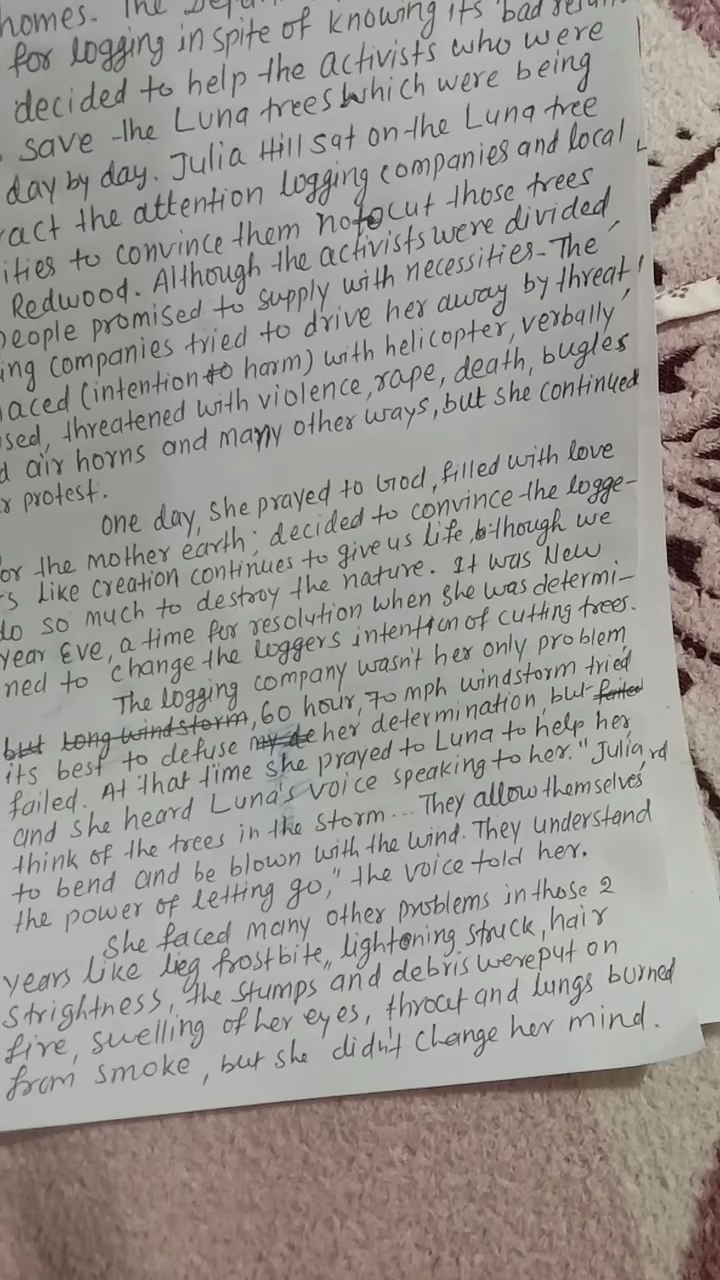 homes. The Depar
for logging in spite of knowing its bad resul
decided to help the activists who were
save the Luna trees which were being
day by day. Julia Hill sat on the Luna tree
ract the attention logging companies and local
ities to convince them not to cut those trees
Redwood. Although the activists were divided,
people promised to supply with necessities. The
ing companies tried to drive her away by threat,
naced (intention to harm) with helicopter, verbally
sed, threatened with violence, rape, death, bugles
d air horns and many other ways, but she continued
r protest.
One day, she prayed to God, filled with love
or the mother earth; decided to convince the logge-
rs like creation continues to give us life, though we
do so much to destroy the nature. It was New
year Eve, a time for resolution when she was determi-
ned to change the loggers intention of cutting trees.
The logging company wasn't her only problem,
but long windstorm, 60 hour, 70 mph windstorm tried
its best to defuse my de her determination, but failed
failed. At that time she prayed to Luna to help her,
and she heard Luna's voice speaking to her. "Julia,
think of the trees in the storm... They allow themselves
to bend and be blown with the wind. They understand
the power of letting go," the voice told her.
She faced many other problems in those 2
years like lieg frostbite, lightening struck, hair
strightness, the stumps and debris were put on
fire, swelling of her eyes, throat and lungs burned
from smoke, but she didn't change her mind.